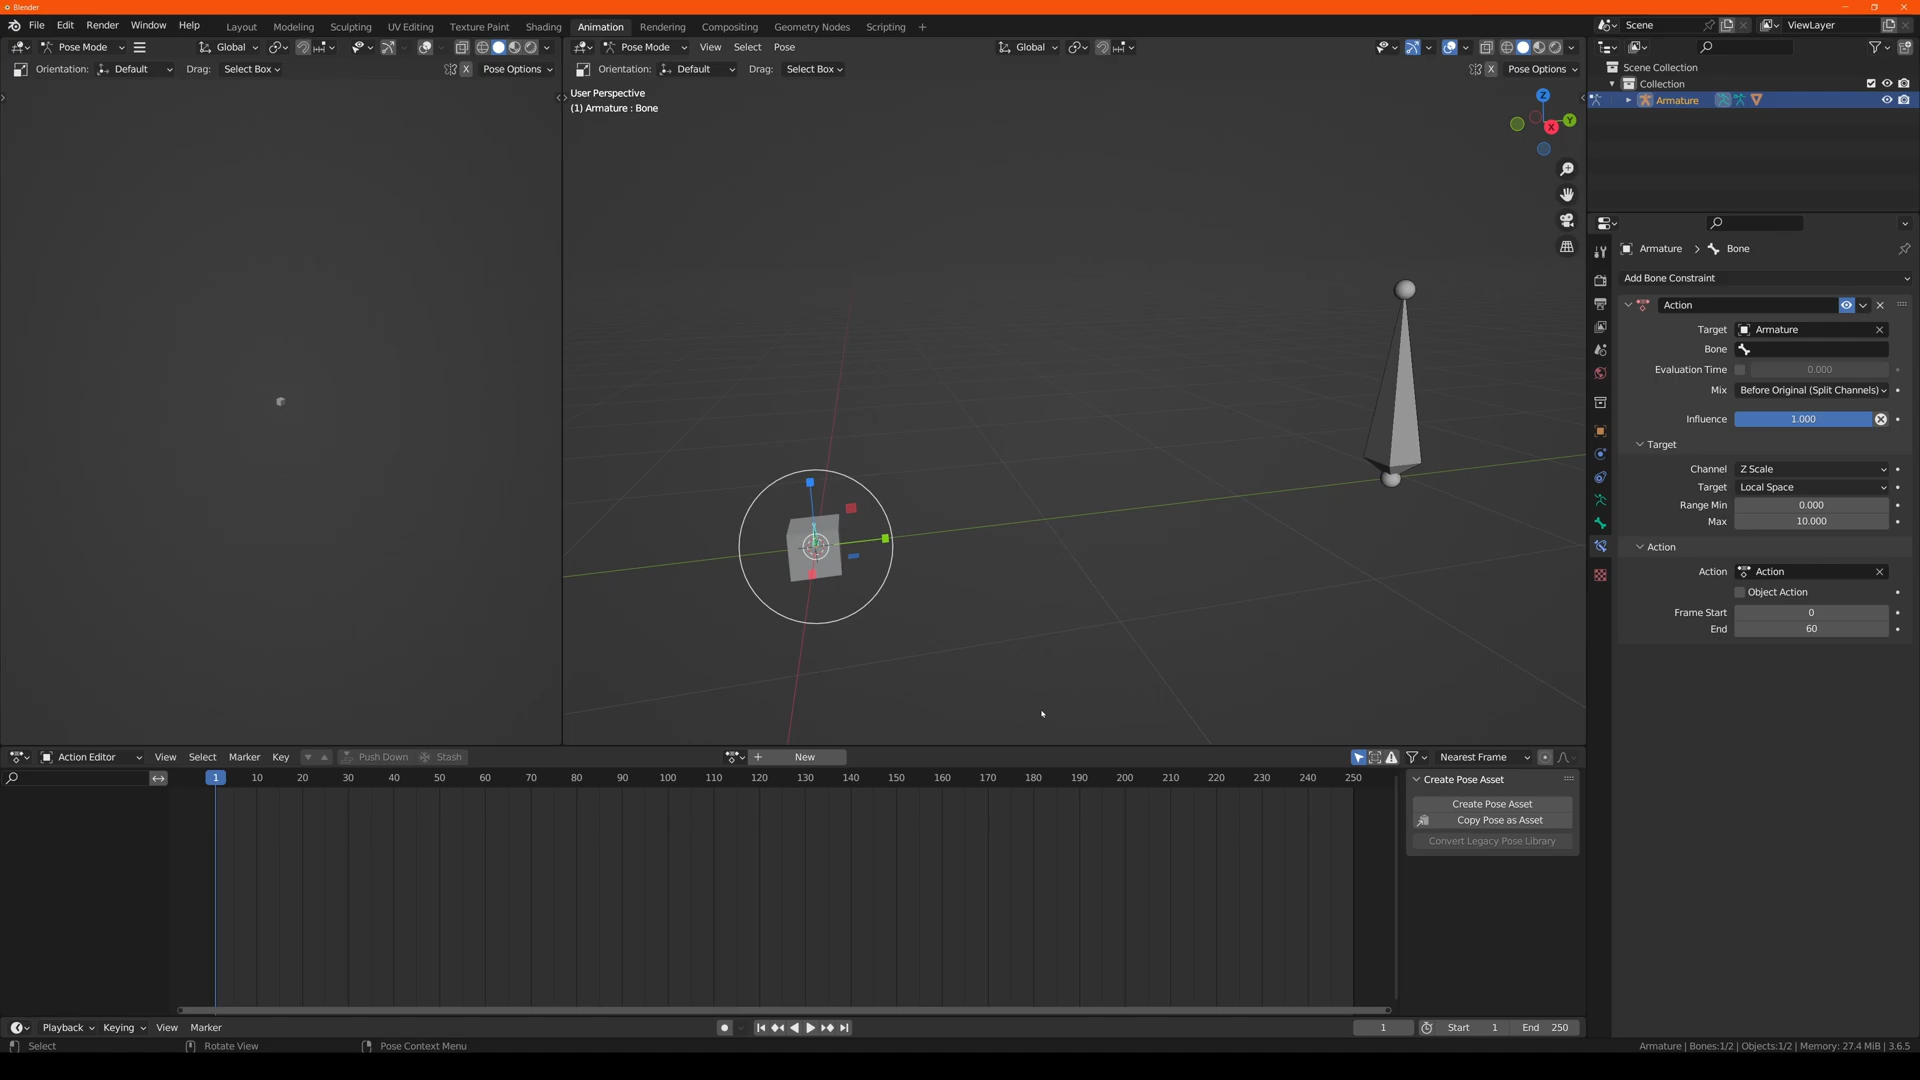 Blender
File Edit Render Window Help Layout Modeling Sculpting UV Editing Texture Paint Shading Animation Rendering Compositing Geometry Nodes Scripting + Scene ViewLayer
Pose Mode Global Pose Mode View Select Pose Global
Orientation: Default Drag: Select Box X Pose Options Orientation: Default Drag: Select Box X Pose Options
Scene Collection
Collection
Armature
User Perspective
(1) Armature : Bone
Z
Y
X
Armature > Bone
Add Bone Constraint
Action
Target Armature
Bone
Evaluation Time 0.000
Mix Before Original (Split Channels)
Influence 1.000
Target
Channel Z Scale
Target Local Space
Range Min 0.000
Max 10.000
Action
Action Action
Object Action
Frame Start 0
End 60
Action Editor View Select Marker Key Push Down Stash + New Nearest Frame
1 10 20 30 40 50 60 70 80 90 100 110 120 130 140 150 160 170 180 190 200 210 220 230 240 250
Create Pose Asset
Create Pose Asset
Copy Pose as Asset
Convert Legacy Pose Library
Playback Keying View Marker 1 Start 1 End 250
Select Rotate View Pose Context Menu Armature | Bones:1/2 | Objects:1/2 | Memory: 27.4 MiB | 3.6.5